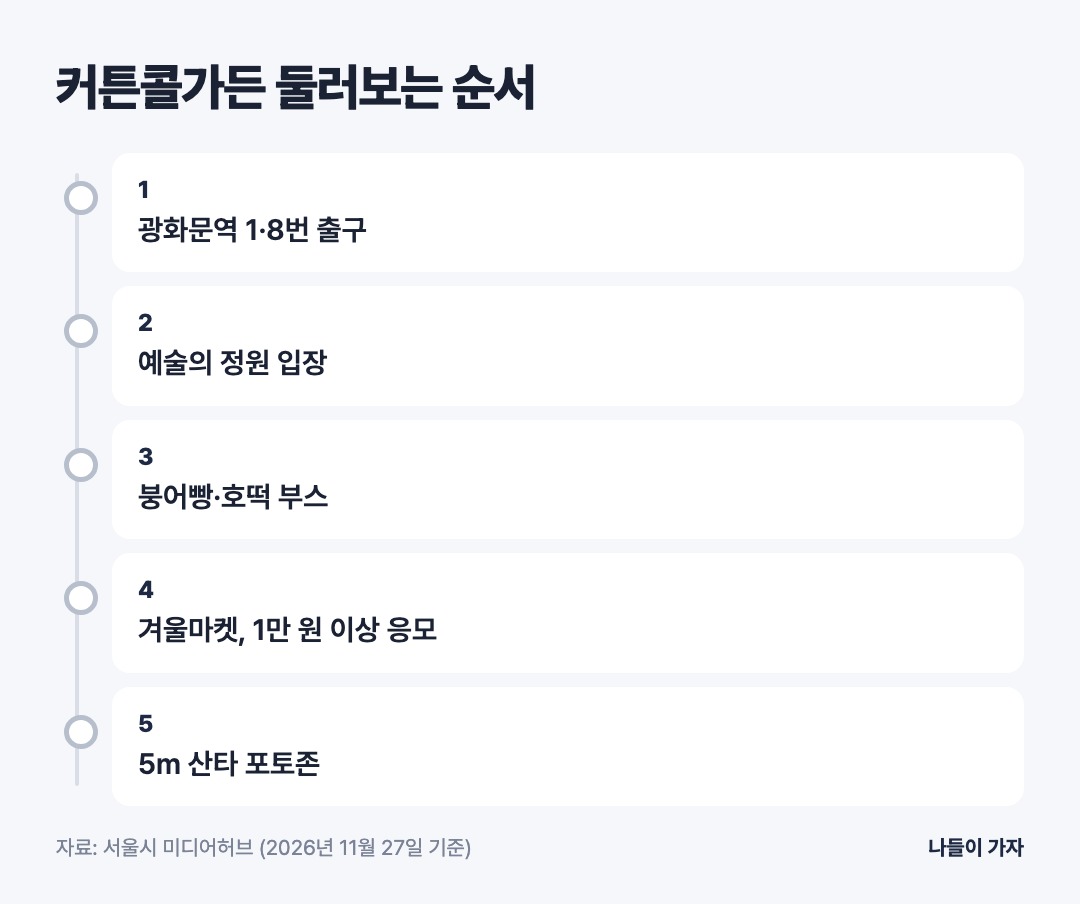 커튼콜가든 둘러보는 순서
1
광화문역 1·8번 출구
2
예술의 정원 입장
3
붕어빵·호떡 부스
4
겨울마켓, 1만 원 이상 응모
5
5m 산타 포토존
자료: 서울시 미디어허브 (2026년 11월 27일 기준)
나들이 가자